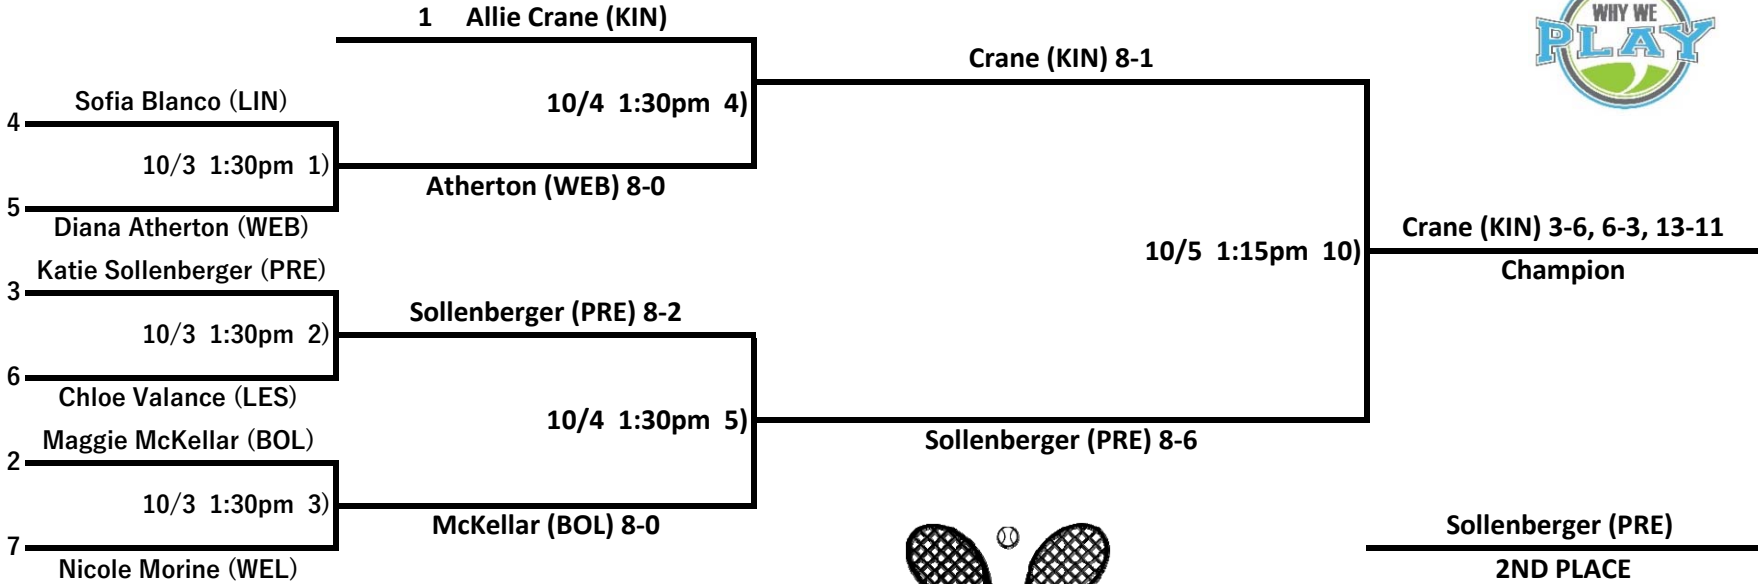 1 Allie Crane (KIN)
WHY WE
PLAY
Crane (KIN) 8-1
Sofia Blanco (LIN)
10/4 1:30pm 4)
4
10/3 1:30pm 1)
Atherton (WEB) 8-0
5
Diana Atherton (WEB)
Crane (KIN) 3-6, 6-3, 13-11
10/5 1:15pm 10)
Champion
Katie Sollenberger (PRE)
3
Sollenberger (PRE) 8-2
10/3 1:30pm 2)
6
Chloe Valance (LES)
10/4 1:30pm 5)
Maggie McKellar (BOL)
Sollenberger (PRE) 8-6
2
10/3 1:30pm 3)
McKellar (BOL) 8-0
Sollenberger (PRE)
7
Nicole Morine (WEL)
2ND PLACE